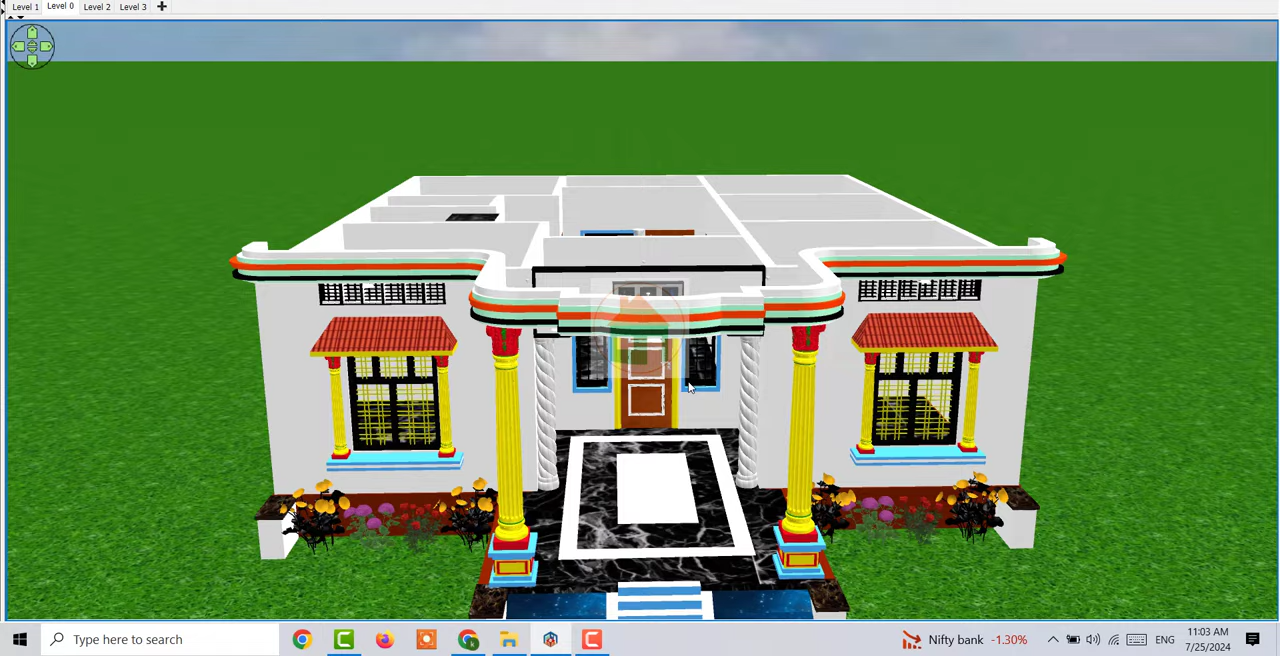 Level 1 Level 0 Level 2 Level 3
Type here to search
Nifty bank -1.30%
ENG
11:03 AM
7/25/2024